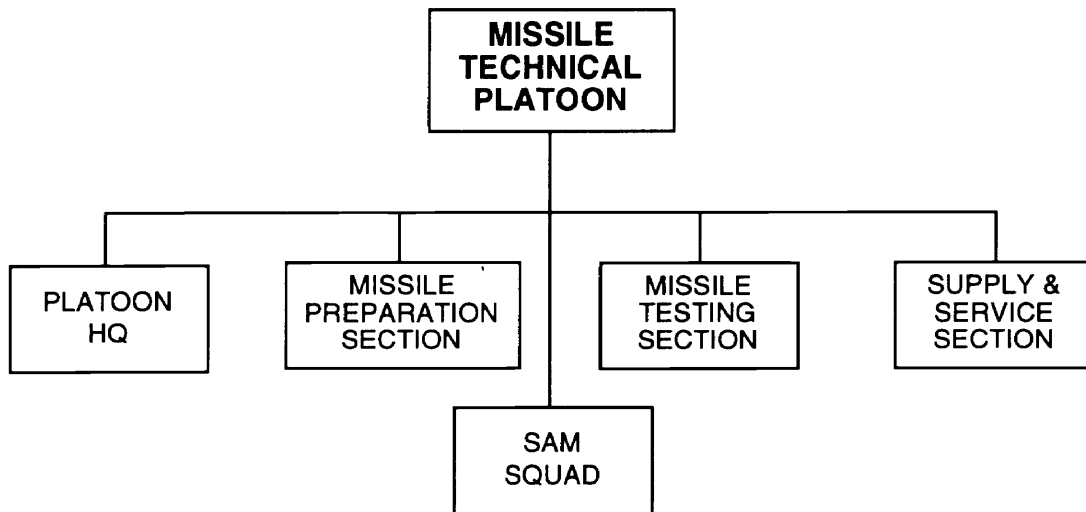 MISSILE
TECHNICAL
PLATOON
PLATOON
HQ
MISSILE
PREPARATION
SECTION
MISSILE
TESTING
SECTION
SUPPLY &
SERVICE
SECTION
SAM
SQUAD